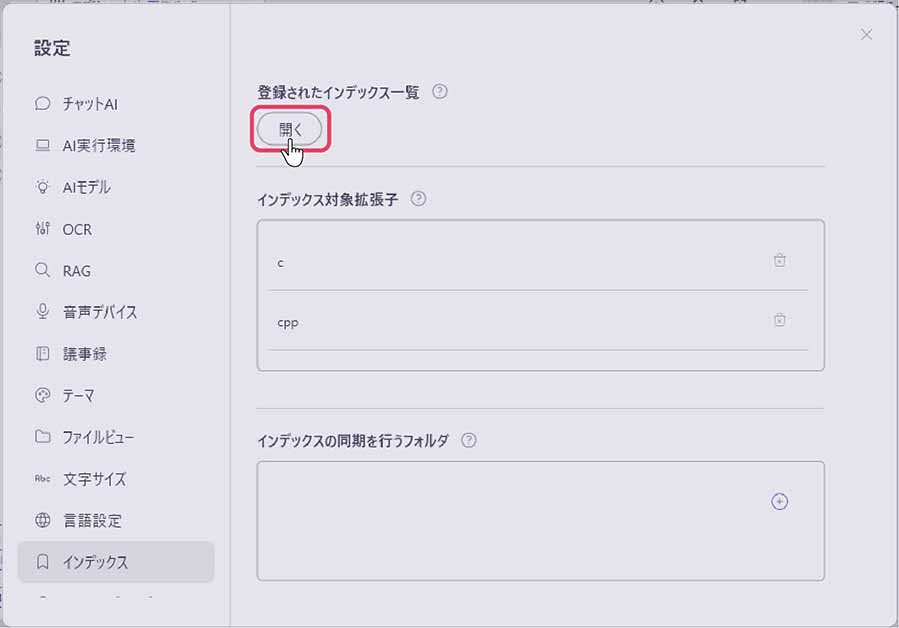 設定
チャットAI
AI実行環境
AIモデル
OCR
RAG
音声デバイス
議事録
テーマ
ファイルビュー
Abc 文字サイズ
言語設定
インデックス
登録されたインデックス一覧 ?
開く
インデックス対象拡張子 ?
c
cpp
インデックスの同期を行うフォルダ ?